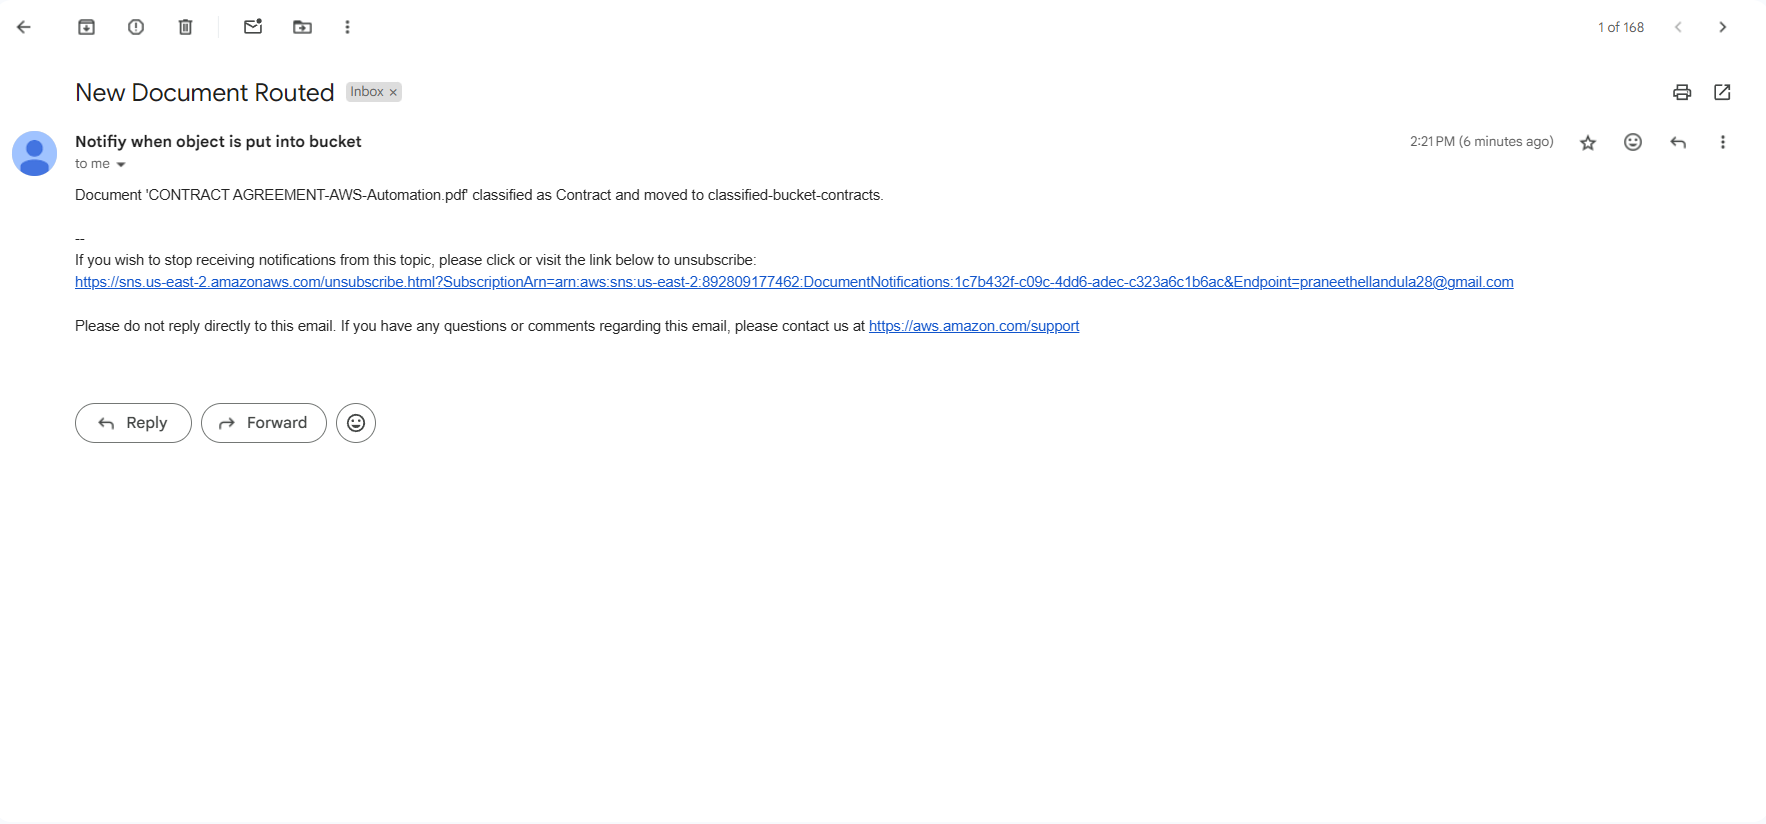 1 of 168
New Document Routed Inbox ×
Notifiy when object is put into bucket 2:21 PM (6 minutes ago)
to me
Document 'CONTRACT AGREEMENT-AWS-Automation.pdf' classified as Contract and moved to classified-bucket-contracts.
--
If you wish to stop receiving notifications from this topic, please click or visit the link below to unsubscribe:
https://sns.us-east-2.amazonaws.com/unsubscribe.html?SubscriptionArn=arn:aws:sns:us-east-2:892809177462:DocumentNotifications:1c7b432f-c09c-4dd6-adec-c323a6c1b6ac&Endpoint=praneethellandula28@gmail.com
Please do not reply directly to this email. If you have any questions or comments regarding this email, please contact us at https://aws.amazon.com/support
Reply Forward